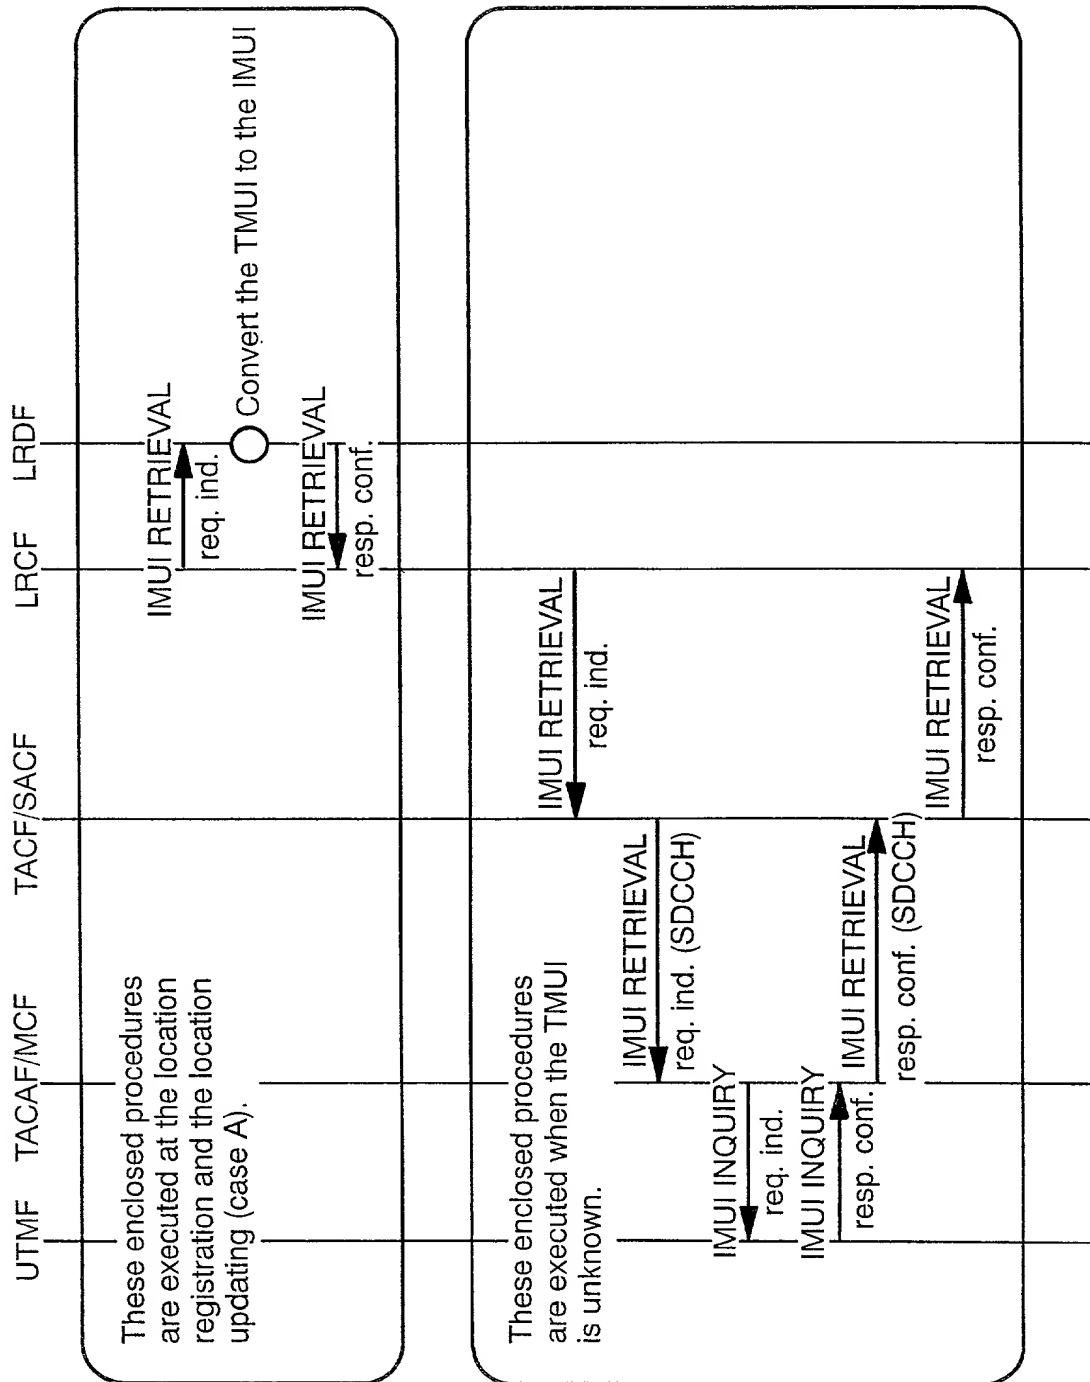 UTMF TACAF/MCF TACF/SACF LRCF LRDF
These enclosed procedures
are executed at the location
registration and the location
updating (case A).
IMUI RETRIEVAL
req. ind.
Convert the TMUI to the IMUI
IMUI RETRIEVAL
resp. conf.
These enclosed procedures
are executed when the TMUI
is unknown.
IMUI RETRIEVAL
req. ind.
IMUI RETRIEVAL
req. ind. (SDCCH)
IMUI INQUIRY
req. ind.
IMUI INQUIRY
resp. conf.
IMUI RETRIEVAL
resp. conf. (SDCCH)
IMUI RETRIEVAL
resp. conf.